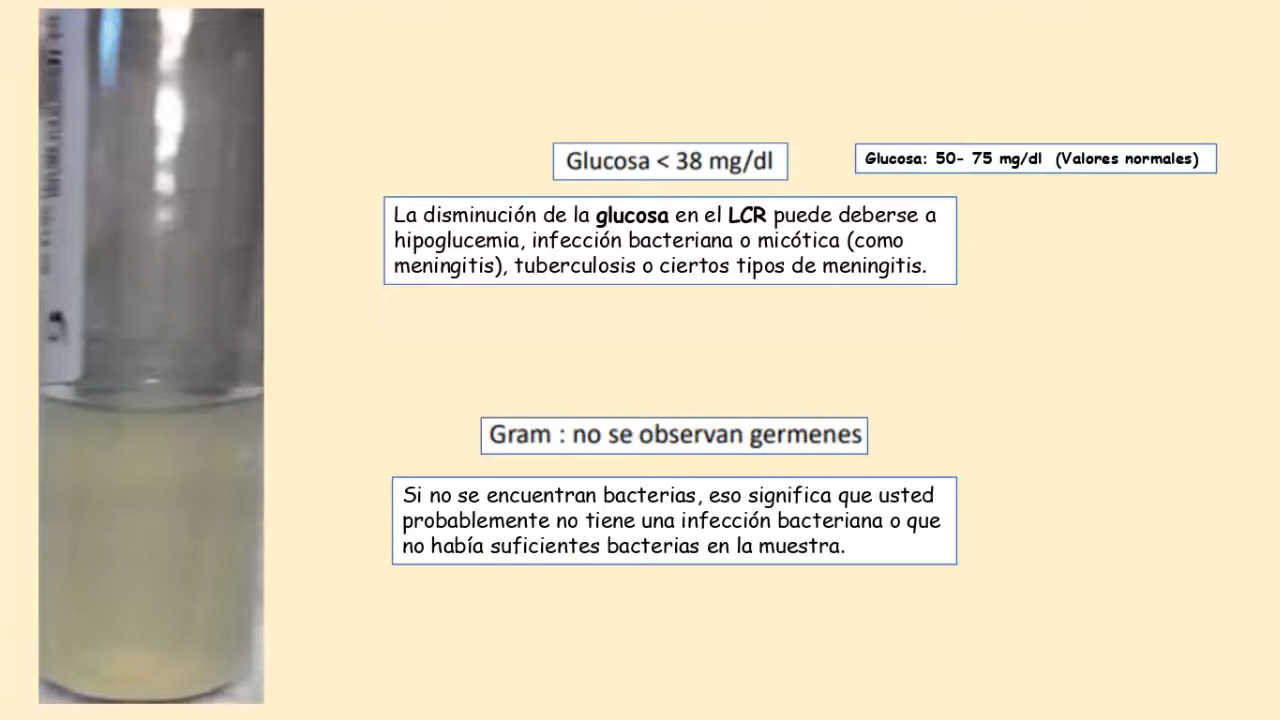 Glucosa < 38 mg/dl
Glucosa: 50- 75 mg/dl (Valores normales)
La disminución de la glucosa en el LCR puede deberse a
hipoglucemia, infección bacteriana o micótica (como
meningitis), tuberculosis o ciertos tipos de meningitis.
Gram : no se observan germenes
Si no se encuentran bacterias, eso significa que usted
probablemente no tiene una infección bacteriana o que
no había suficientes bacterias en la muestra.